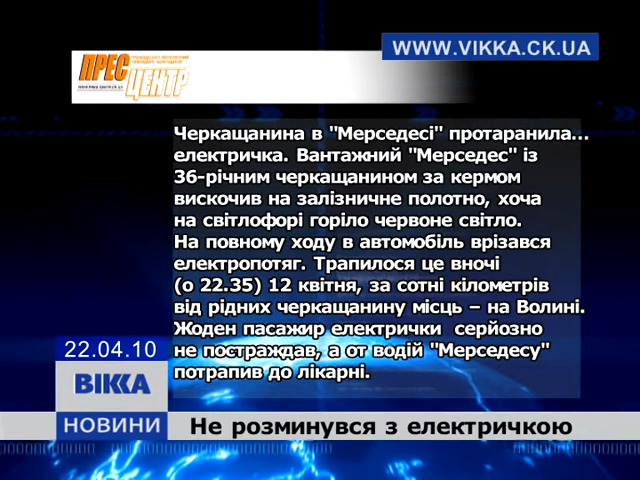 WWW.VIKKA.CK.UA
ПРЕС
ЦЕНТР
Черкащанина в "Мерседесі" протаранила...
електричка. Вантажний "Мерседес" із
36-річним черкащанином за кермом
вискочив на залізничне полотно, хоча
на світлофорі горіло червоне світло.
На повному ходу в автомобіль врізався
електропотяг. Трапилося це вночі
(о 22.35) 12 квітня, за сотні кілометрів
від рідних черкащанину місць – на Волині.
Жоден пасажир електрички серйозно
не постраждав, а от водій "Мерседесу"
потрапив до лікарні.
22.04.10
ВІККА
НОВИНИ
Не розминувся з електричкою